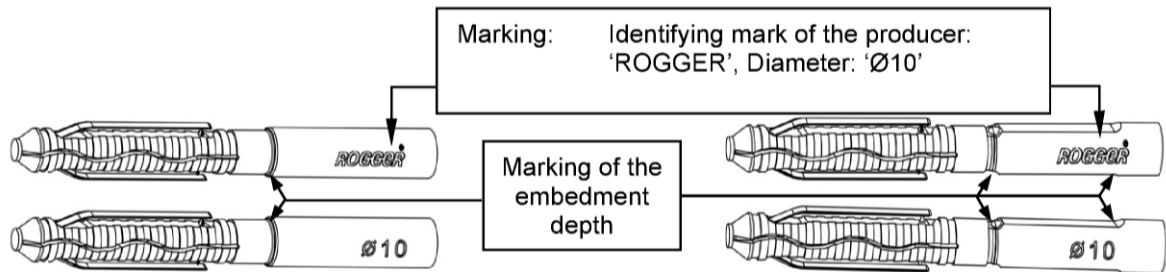 Marking: Identifying mark of the producer:
'ROGGER', Diameter: 'Ø10'
ROGGER
ROGGER
Marking of the
embedment
depth
Ø10
Ø10